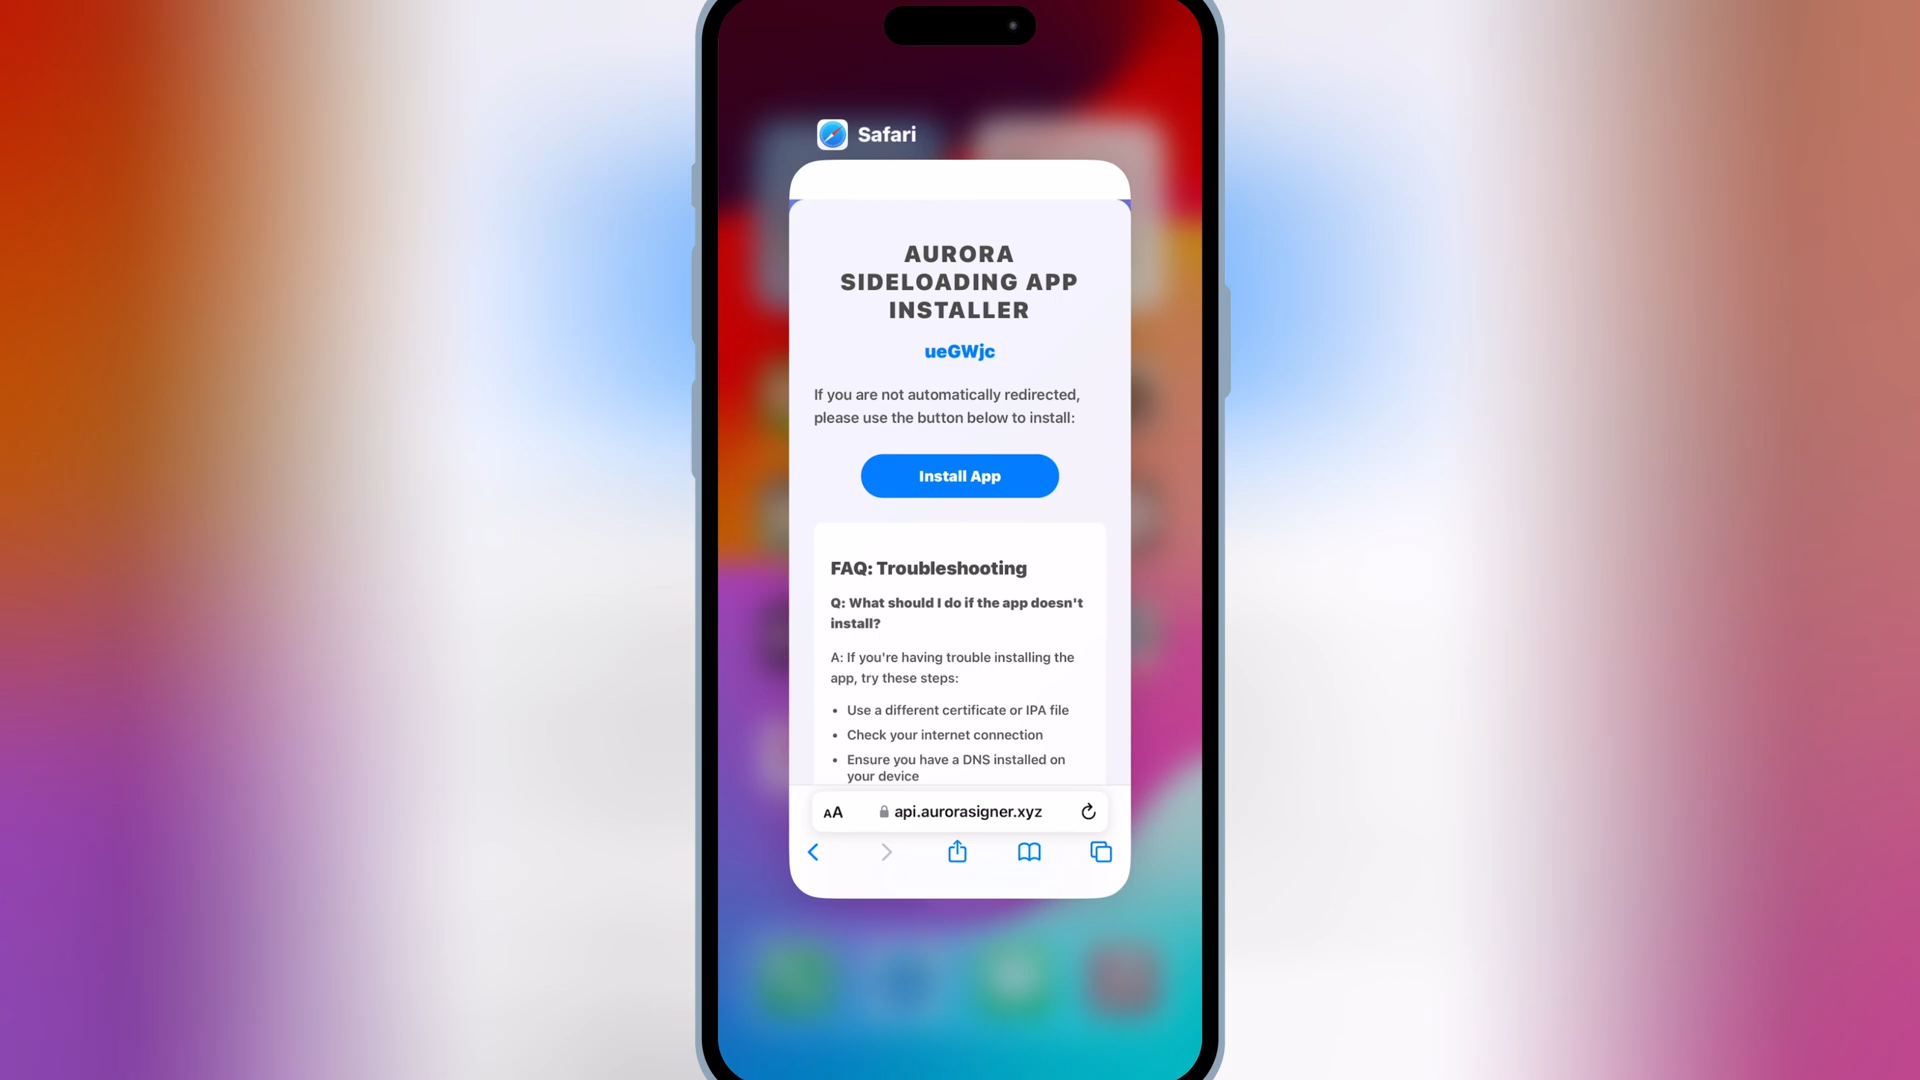 Safari
AURORA
SIDELOADING APP
INSTALLER
ueGWjc
If you are not automatically redirected,
please use the button below to install:
Install App
FAQ: Troubleshooting
Q: What should I do if the app doesn't
install?
A: If you're having trouble installing the
app, try these steps:
• Use a different certificate or IPA file
• Check your internet connection
• Ensure you have a DNS installed on
your device
AA api.aurorasigner.xyz